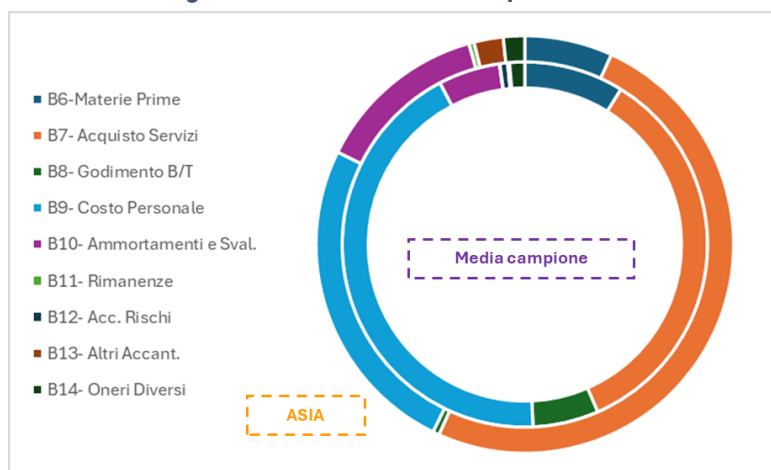 B6-Materie Prime
B7- Acquisto Servizi
B8- Godimento B/T
B9- Costo Personale
B10- Ammortamenti e Sval.
B11- Rimanenze
B12- Acc. Rischi
B13- Altri Accant.
B14- Oneri Diversi
Media campione
ASIA